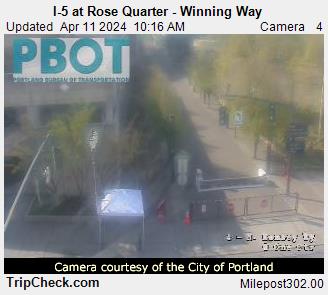 I-5 at Rose Quarter - Winning Way
Updated Apr 11 2024 10:16 AM Camera 4
PBOT
PORTLAND BUREAU OF TRANSPORTATION
Camera courtesy of the City of Portland
TripCheck.com Milepost302.00